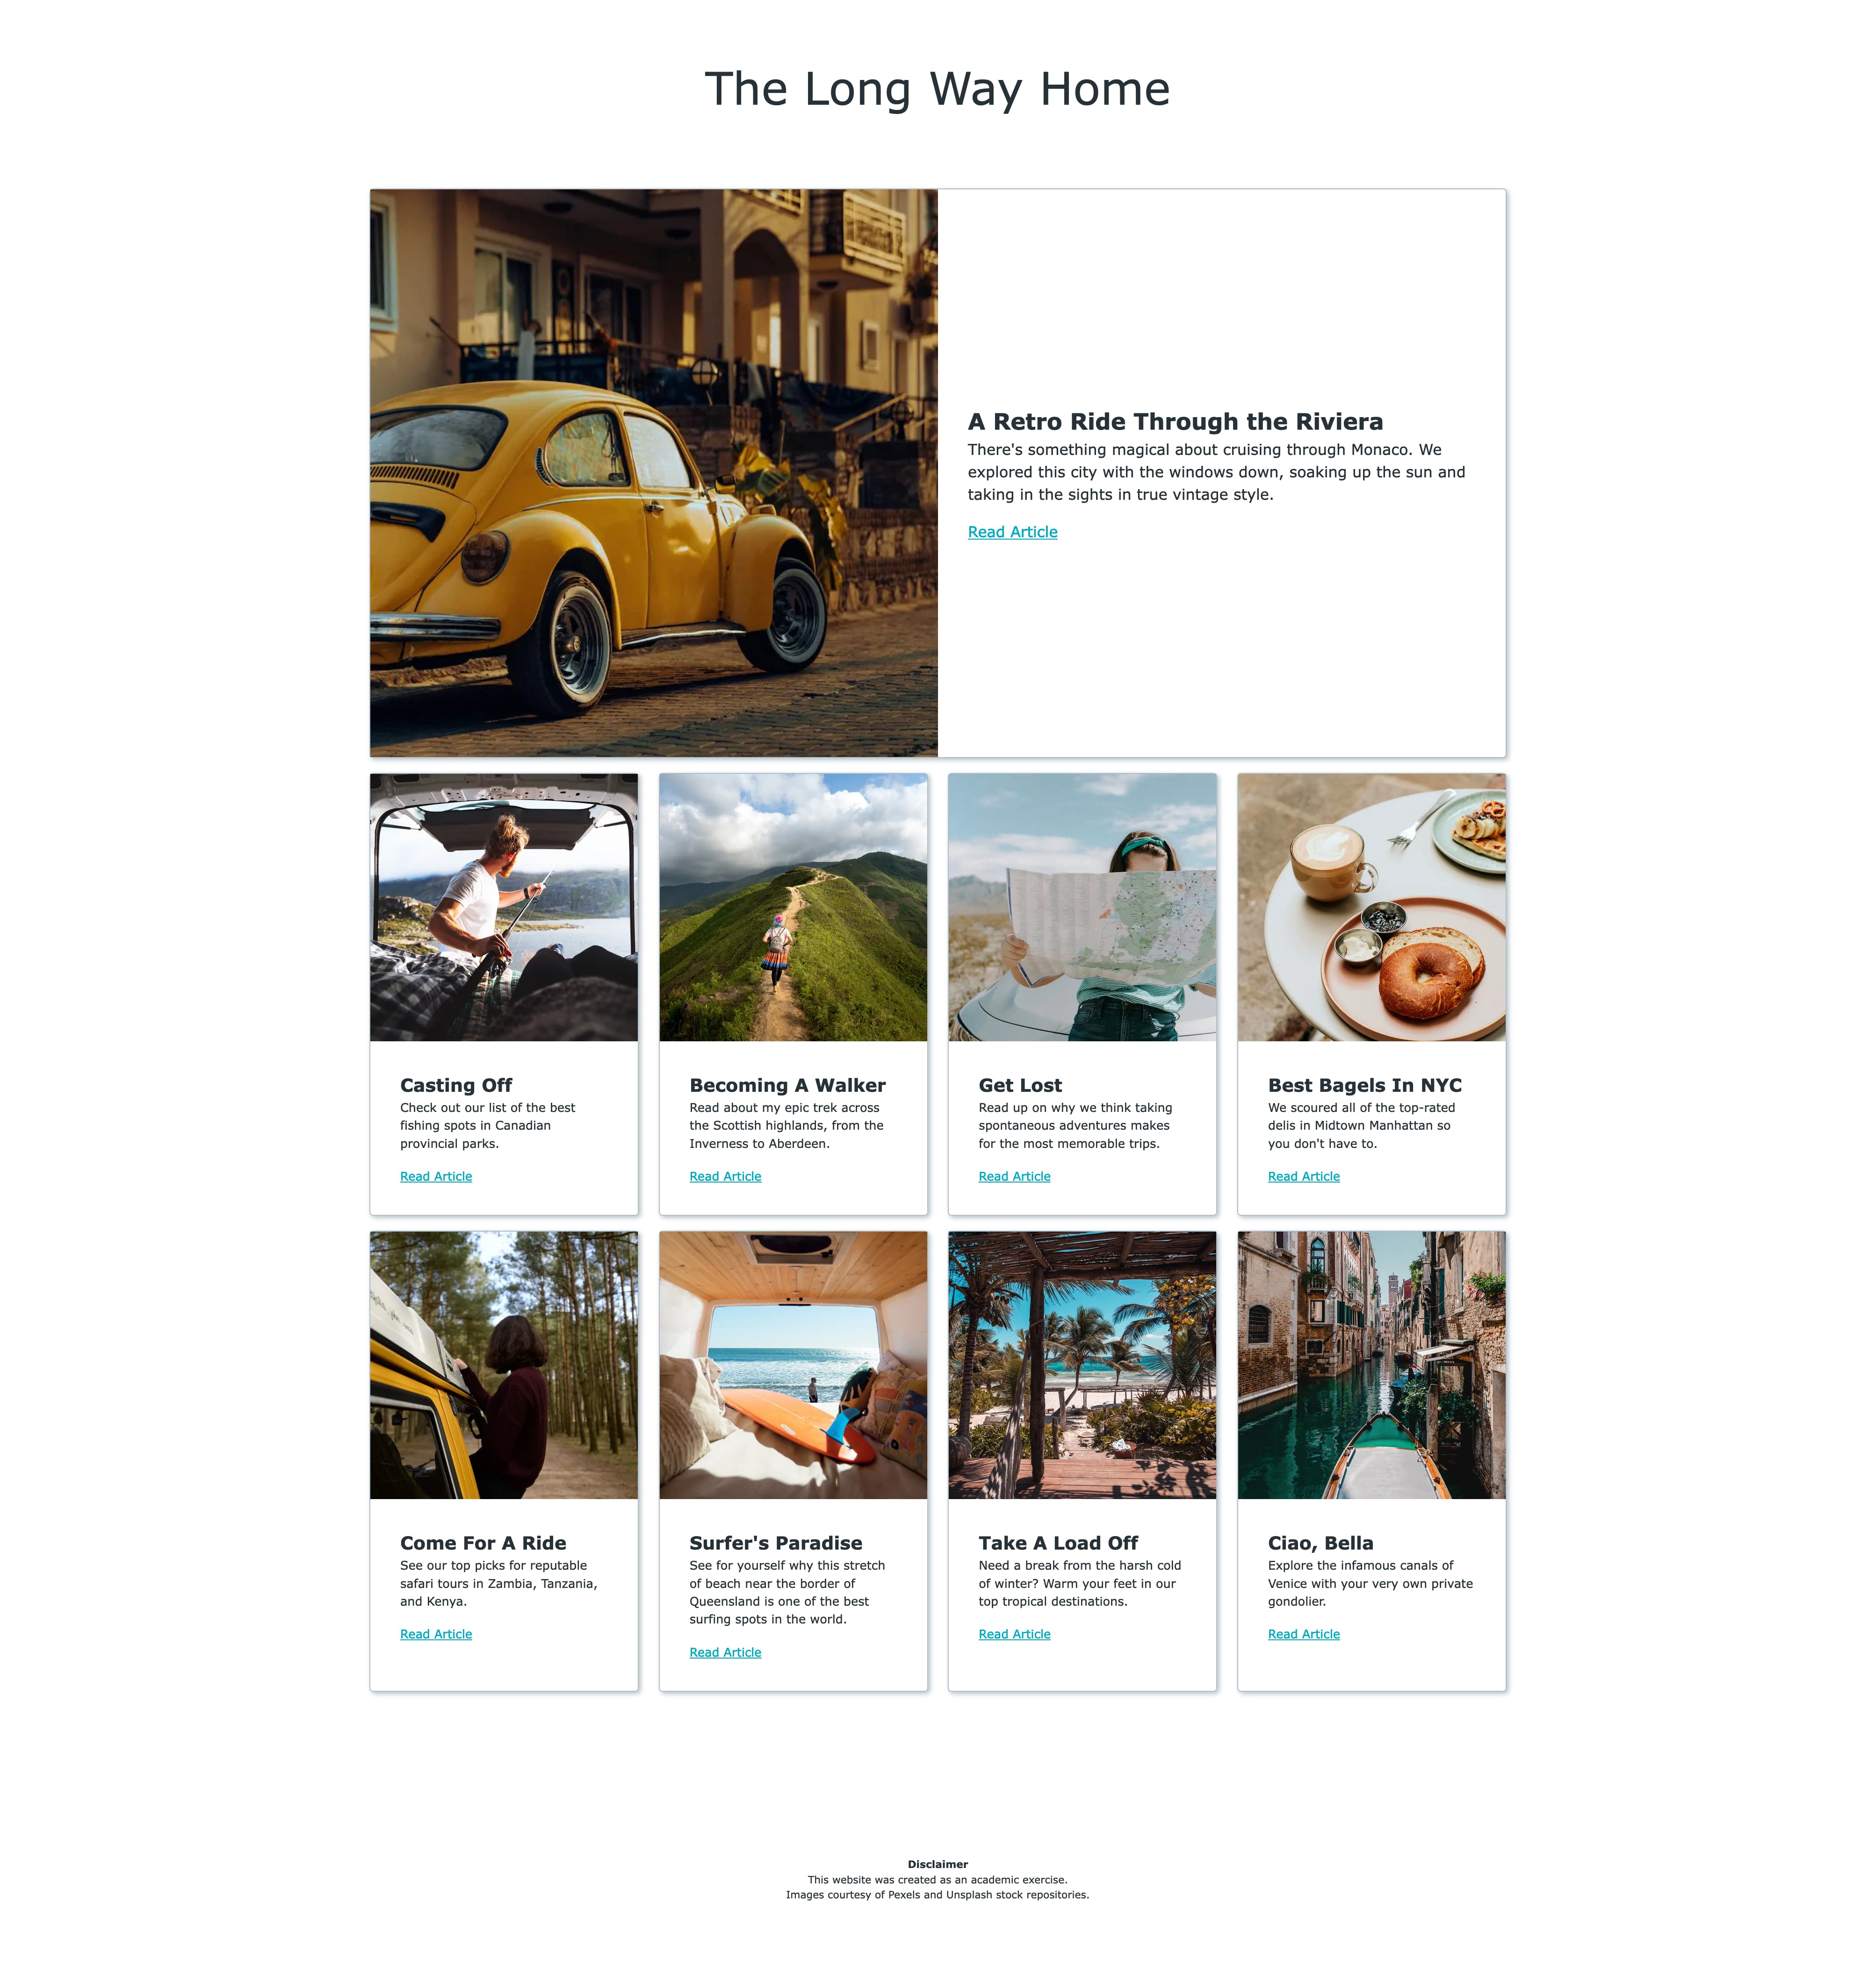 The Long Way Home
A Retro Ride Through the Riviera
There's something magical about cruising through Monaco. We
explored this city with the windows down, soaking up the sun and
taking in the sights in true vintage style.
Read Article
Casting Off
Check out our list of the best
fishing spots in Canadian
provincial parks.
Read Article
Becoming A Walker
Read about my epic trek across
the Scottish highlands, from the
Inverness to Aberdeen.
Read Article
Get Lost
Read up on why we think taking
spontaneous adventures makes
for the most memorable trips.
Read Article
Best Bagels In NYC
We scoured all of the top-rated
delis in Midtown Manhattan so
you don't have to.
Read Article
Come For A Ride
See our top picks for reputable
safari tours in Zambia, Tanzania,
and Kenya.
Read Article
Surfer's Paradise
See for yourself why this stretch
of beach near the border of
Queensland is one of the best
surfing spots in the world.
Read Article
Take A Load Off
Need a break from the harsh cold
of winter? Warm your feet in our
top tropical destinations.
Read Article
Ciao, Bella
Explore the infamous canals of
Venice with your very own private
gondolier.
Read Article
Disclaimer
This website was created as an academic exercise.
Images courtesy of Pexels and Unsplash stock repositories.